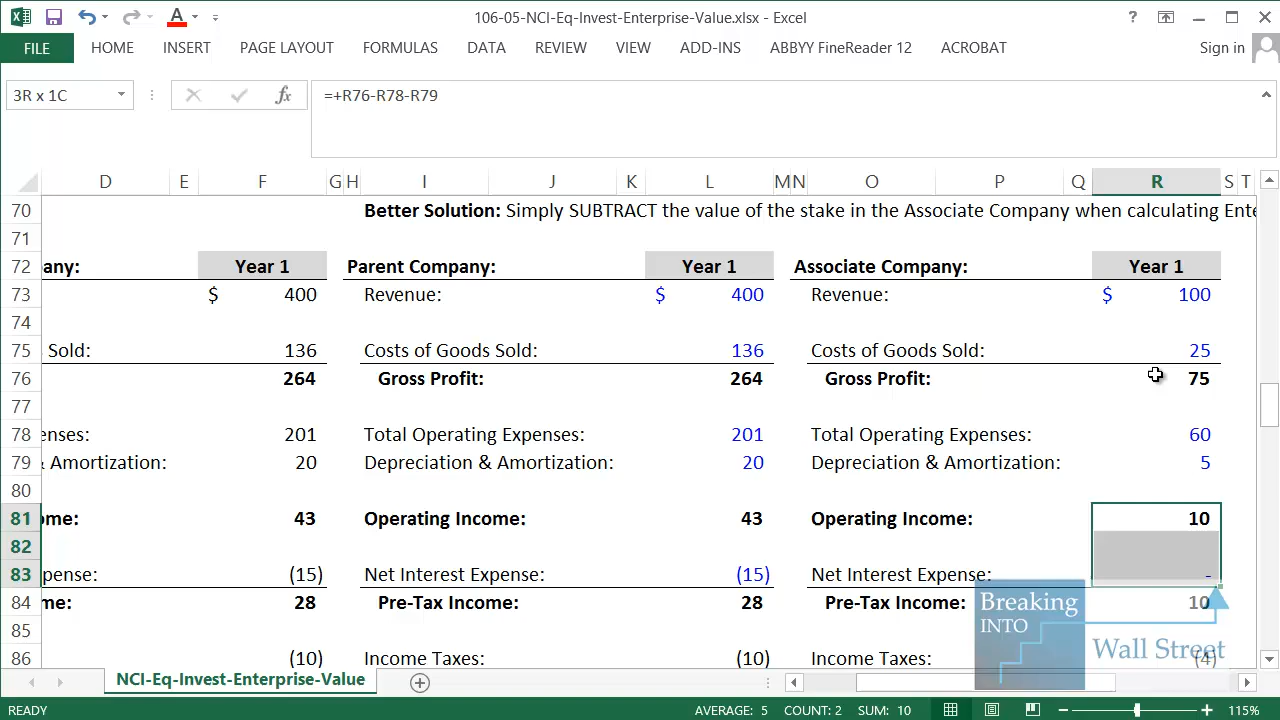 106-05-NCI-Eq-Invest-Enterprise-Value.xlsx - Excel
FILE HOME INSERT PAGE LAYOUT FORMULAS DATA REVIEW VIEW ADD-INS ABBYY FineReader 12 ACROBAT Sign in
3R x 1C fx =+R76-R78-R79
D E F G H I J K L M N O P Q R S T
70 Better Solution: Simply SUBTRACT the value of the stake in the Associate Company when calculating Ente
71
72 any: Year 1 Parent Company: Year 1 Associate Company: Year 1
73 $ 400 Revenue: $ 400 Revenue: $ 100
74
75 Sold: 136 Costs of Goods Sold: 136 Costs of Goods Sold: 25
76 264 Gross Profit: 264 Gross Profit: 75
77
78 enses: 201 Total Operating Expenses: 201 Total Operating Expenses: 60
79 & Amortization: 20 Depreciation & Amortization: 20 Depreciation & Amortization: 5
80
81 ome: 43 Operating Income: 43 Operating Income: 10
82
83 pense: (15) Net Interest Expense: (15) Net Interest Expense: -
84 me: 28 Pre-Tax Income: 28 Pre-Tax Income: 10
85
86 (10) Income Taxes: (10) Income Taxes: (4)
Breaking
INTO
Wall Street
NCI-Eq-Invest-Enterprise-Value
READY AVERAGE: 5 COUNT: 2 SUM: 10 115%